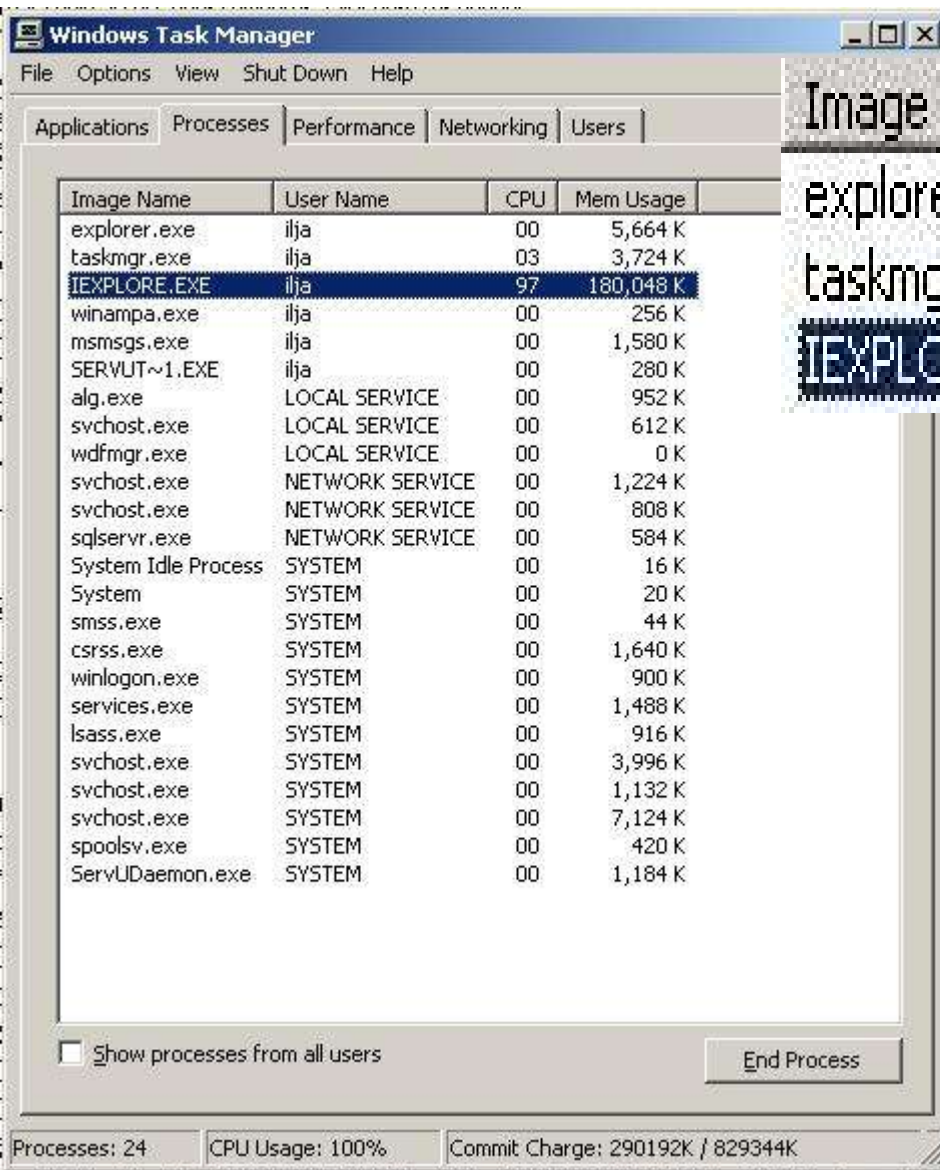 Windows Task Manager
File Options View Shut Down Help
Applications Processes Performance Networking Users
Image Name User Name CPU Mem Usage
explorer.exe ilja 00 5,664 K
taskmgr.exe ilja 03 3,724 K
IEXPLORE.EXE ilja 97 180,048 K
winampa.exe ilja 00 256 K
msmsgs.exe ilja 00 1,580 K
SERVUT~1.EXE ilja 00 280 K
alg.exe LOCAL SERVICE 00 952 K
svchost.exe LOCAL SERVICE 00 612 K
wdfmgr.exe LOCAL SERVICE 00 0 K
svchost.exe NETWORK SERVICE 00 1,224 K
svchost.exe NETWORK SERVICE 00 808 K
sqlservr.exe NETWORK SERVICE 00 584 K
System Idle Process SYSTEM 00 16 K
System SYSTEM 00 20 K
smss.exe SYSTEM 00 44 K
csrss.exe SYSTEM 00 1,640 K
winlogon.exe SYSTEM 00 900 K
services.exe SYSTEM 00 1,488 K
lsass.exe SYSTEM 00 916 K
svchost.exe SYSTEM 00 3,996 K
svchost.exe SYSTEM 00 1,132 K
svchost.exe SYSTEM 00 7,124 K
spoolsv.exe SYSTEM 00 420 K
ServUDaemon.exe SYSTEM 00 1,184 K
Show processes from all users
End Process
Processes: 24 CPU Usage: 100% Commit Charge: 290192K / 829344K
Image
explore
taskmg
IEXPLO